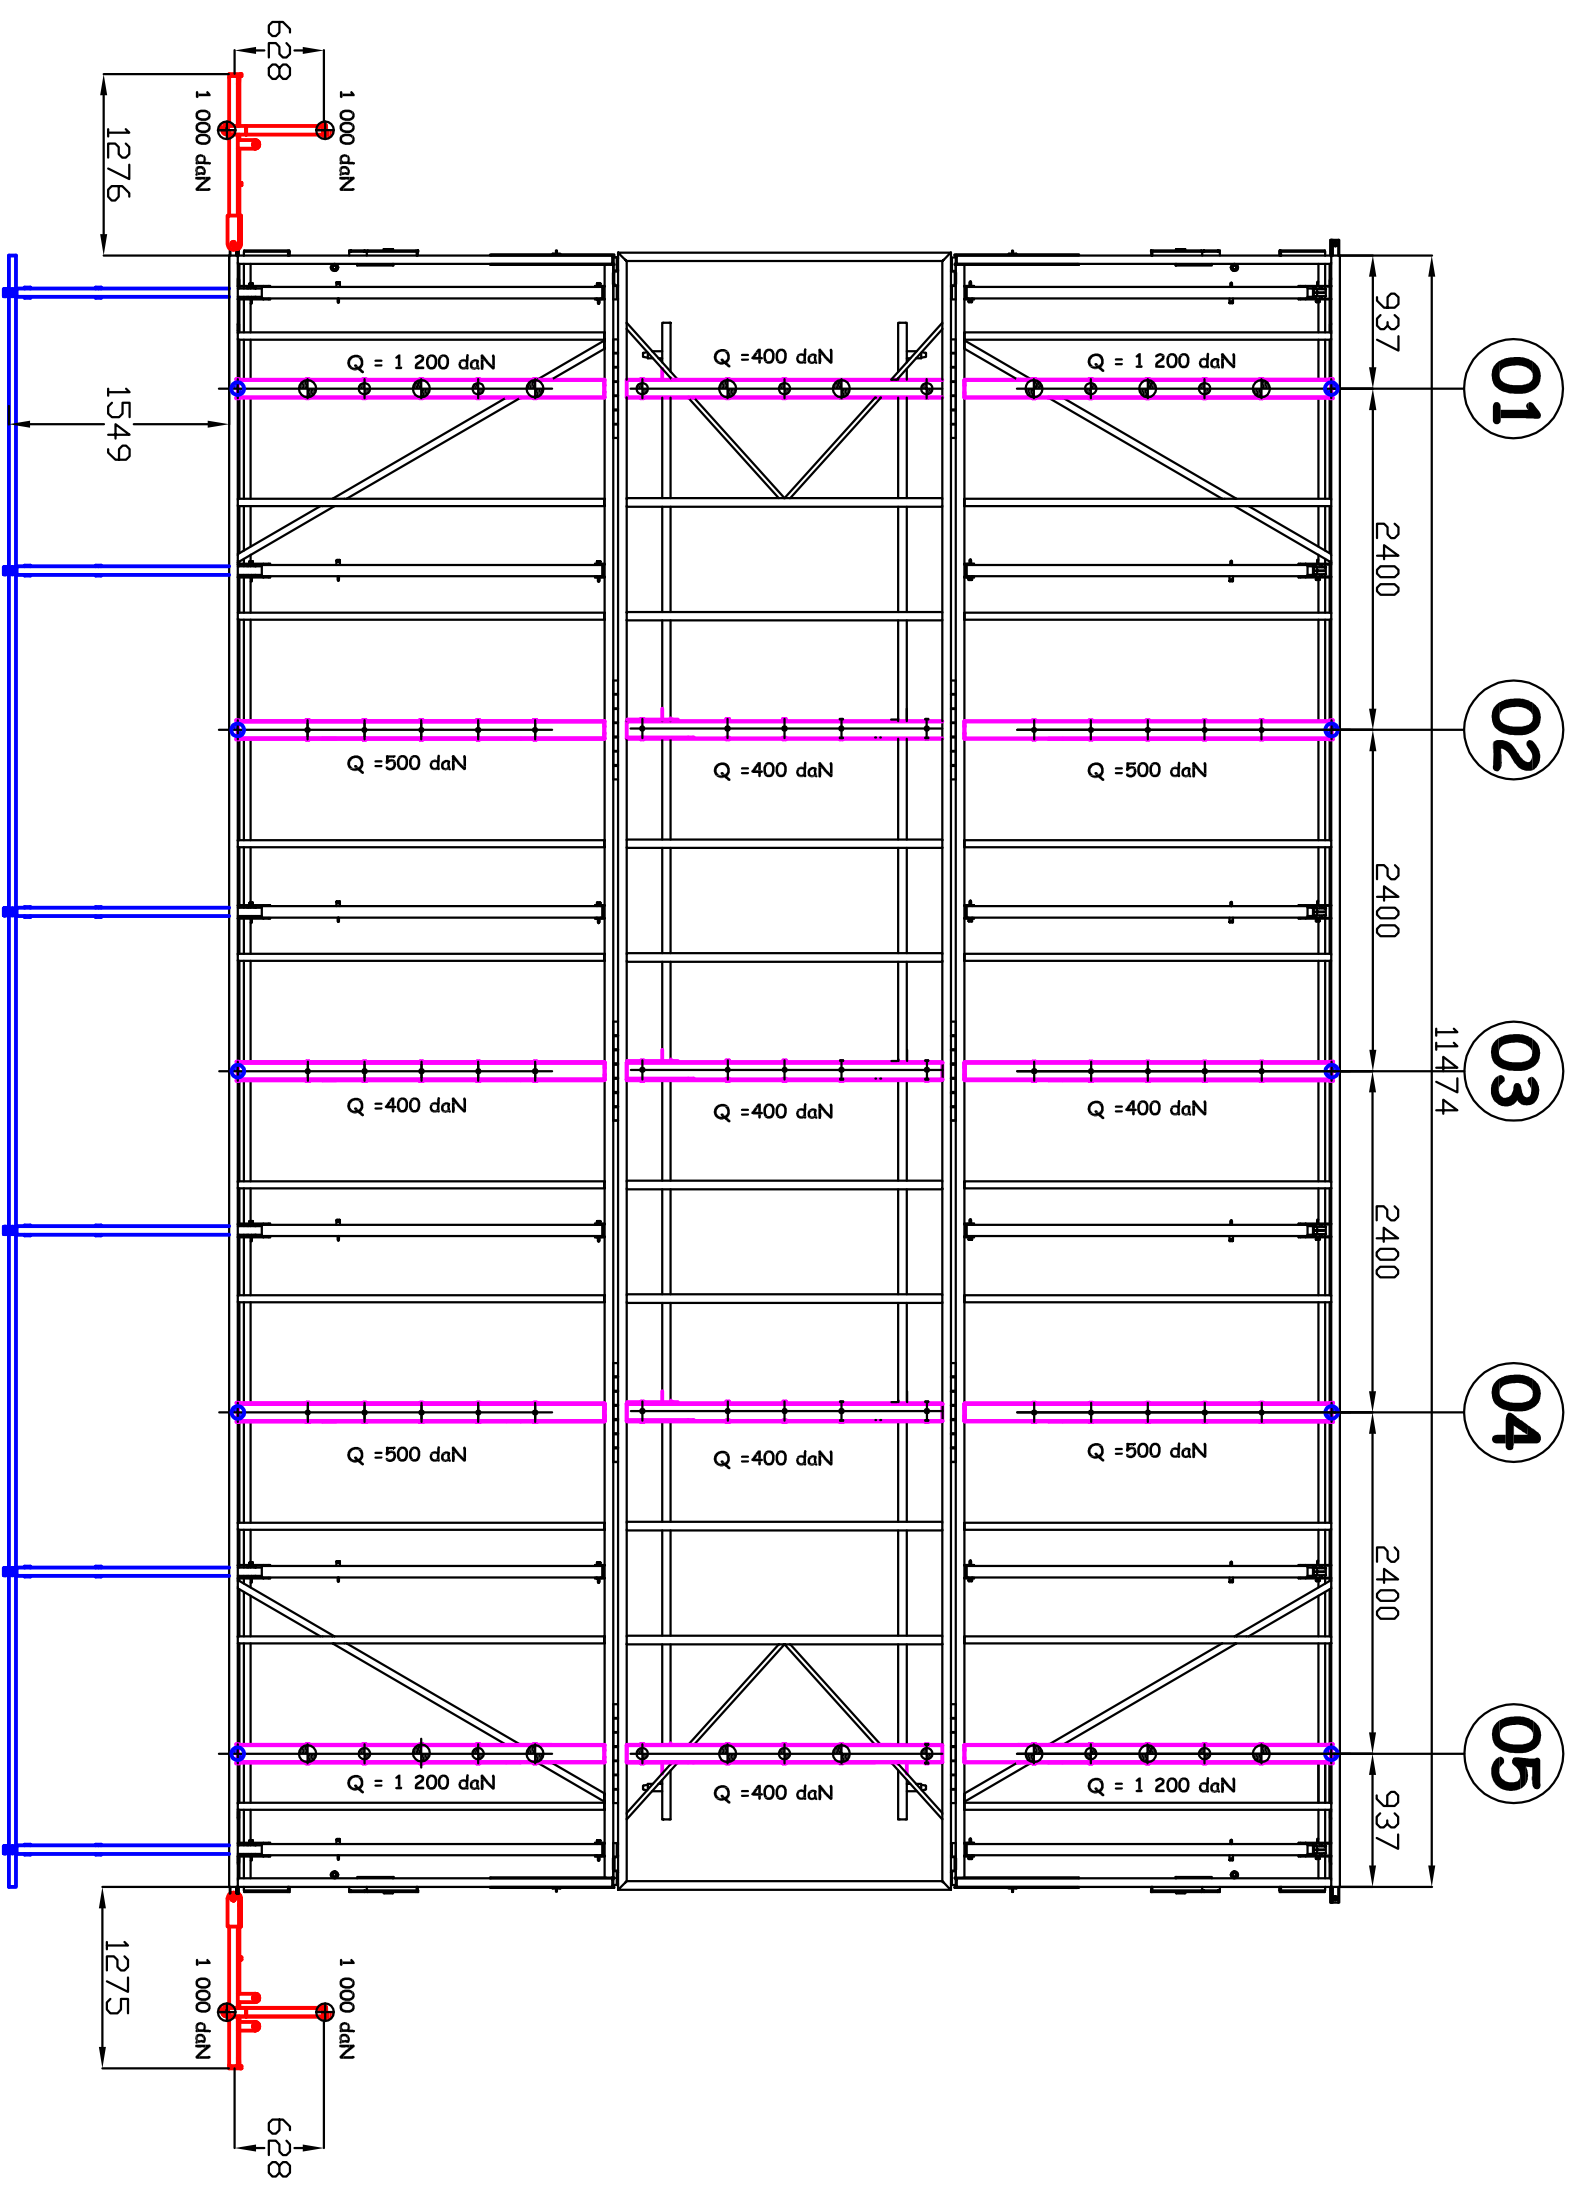 628
1 000 daN
1 000 daN
1276
937
01
Q = 1 200 daN
Q =400 daN
Q = 1 200 daN
1549
2400
02
Q =500 daN
Q =400 daN
Q =500 daN
2400
11474
03
Q =400 daN
Q =400 daN
Q =400 daN
2400
04
Q =500 daN
Q =400 daN
Q =500 daN
2400
05
Q = 1 200 daN
Q =400 daN
Q = 1 200 daN
937
1275
1 000 daN
1 000 daN
628